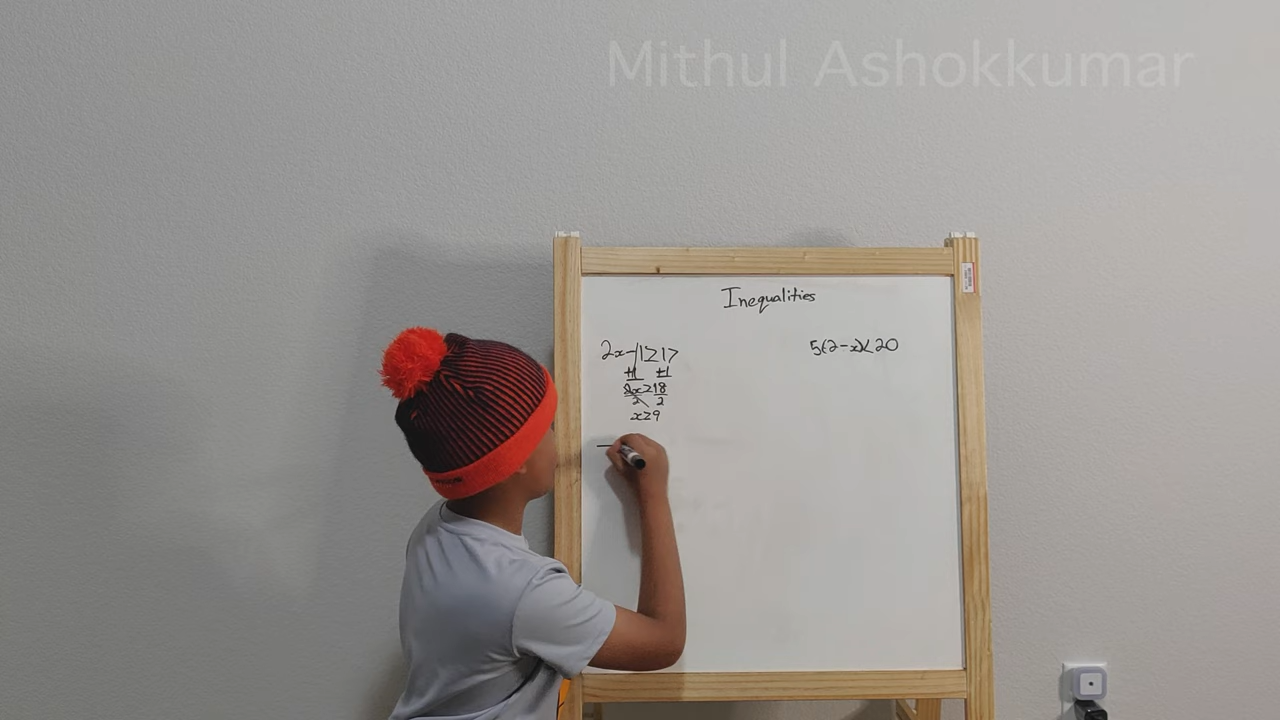 Mithul Ashokkumar
Inequalities
2x-1≥17
+1 +1
2x≥18
2 2
x≥9
5(2-x)<20